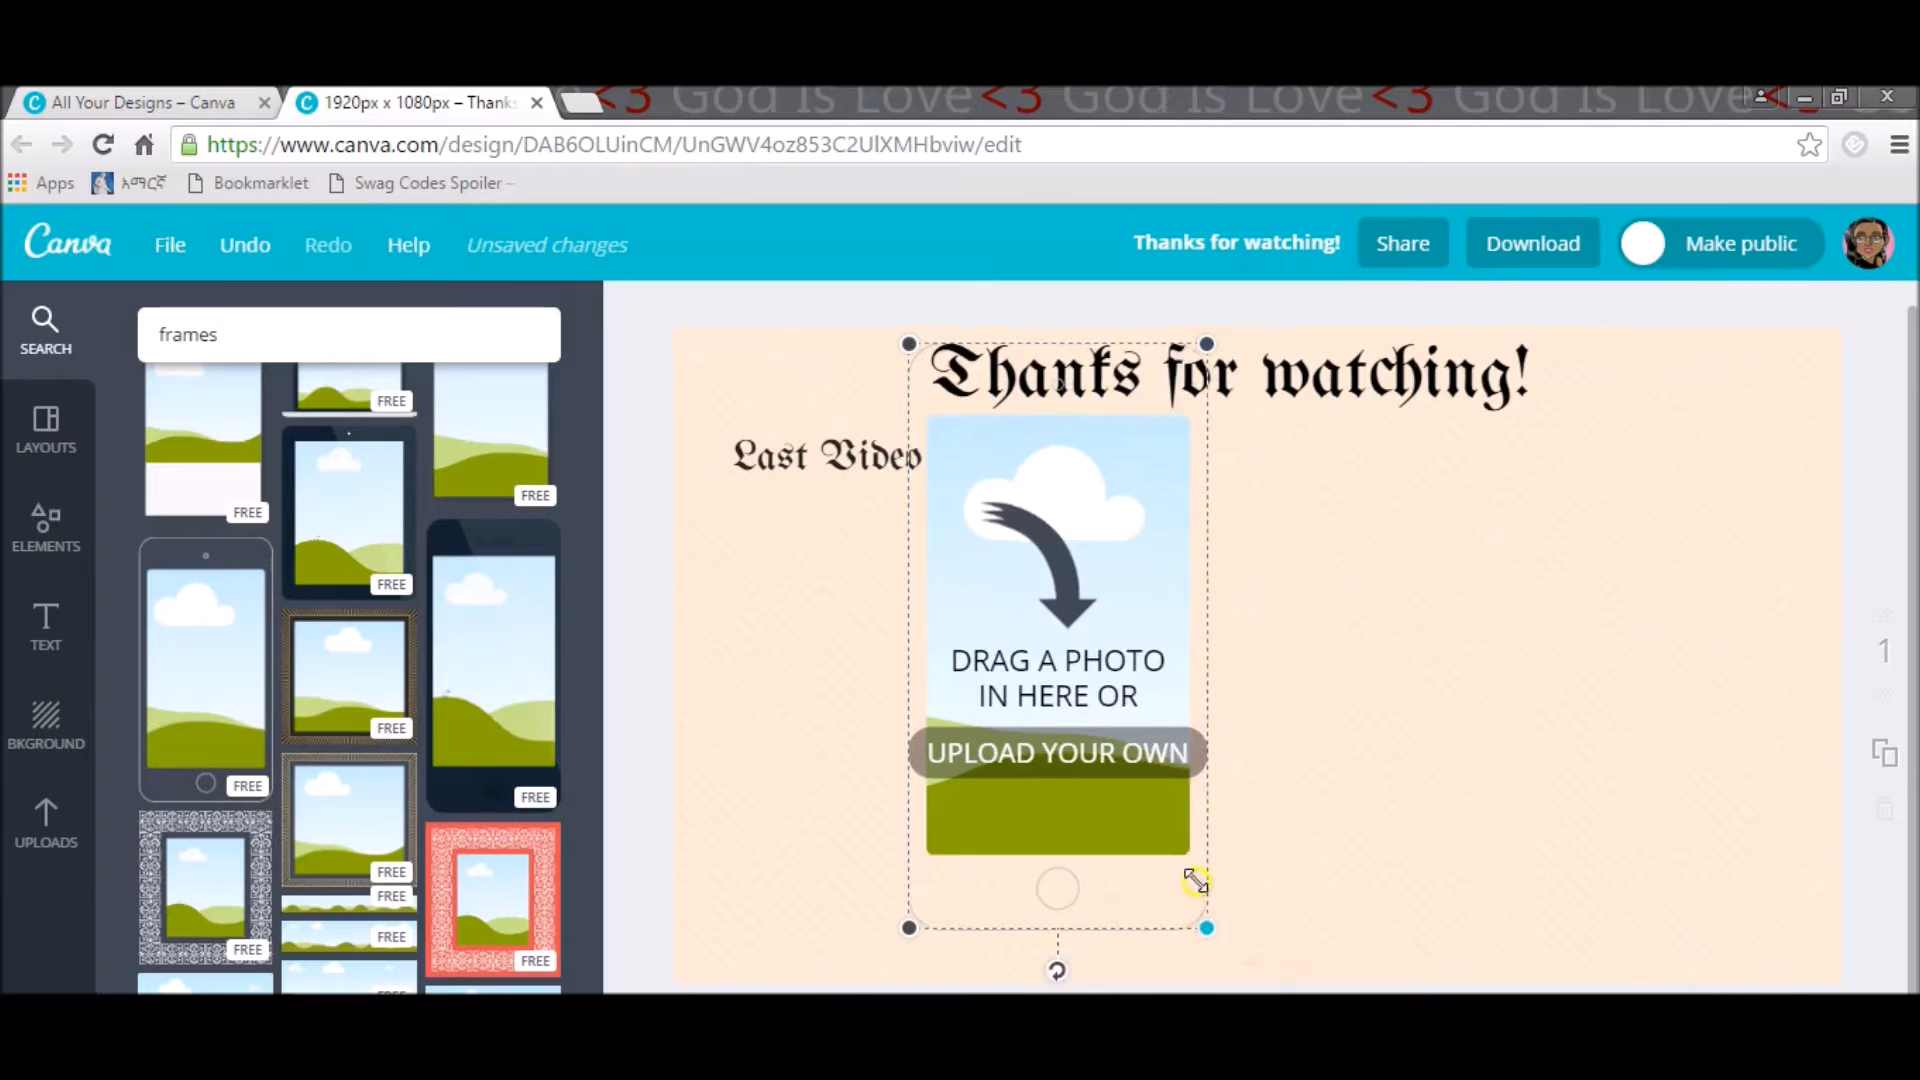 <3 God Is Love <3 God Is Love <3 God Is Love
All Your Designs – Canva
1920px x 1080px – Thanks
https://www.canva.com/design/DAB6OLUinCM/UnGWV4oz853C2UlXMHbviw/edit
Apps
አማርኛ
Bookmarklet
Swag Codes Spoiler –
Canva
File
Undo
Redo
Help
Unsaved changes
Thanks for watching!
Share
Download
Make public
SEARCH
LAYOUTS
ELEMENTS
TEXT
BKGROUND
UPLOADS
frames
FREE
FREE
FREE
FREE
FREE
FREE
FREE
FREE
FREE
FREE
FREE
FREE
FREE
Thanks for watching!
Last Video
DRAG A PHOTO
IN HERE OR
UPLOAD YOUR OWN
1